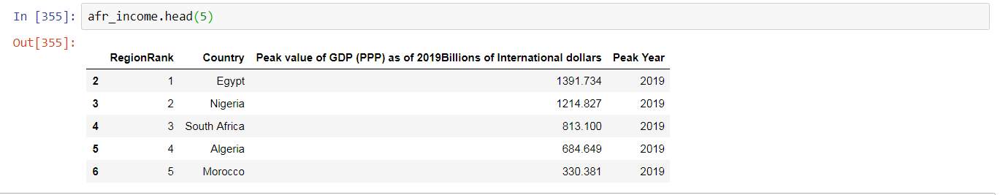 In [355]: afr_income.head(5)
Out[355]:
RegionRank Country Peak value of GDP (PPP) as of 2019Billions of International dollars Peak Year
2 1 Egypt 1391.734 2019
3 2 Nigeria 1214.827 2019
4 3 South Africa 813.100 2019
5 4 Algeria 684.649 2019
6 5 Morocco 330.381 2019